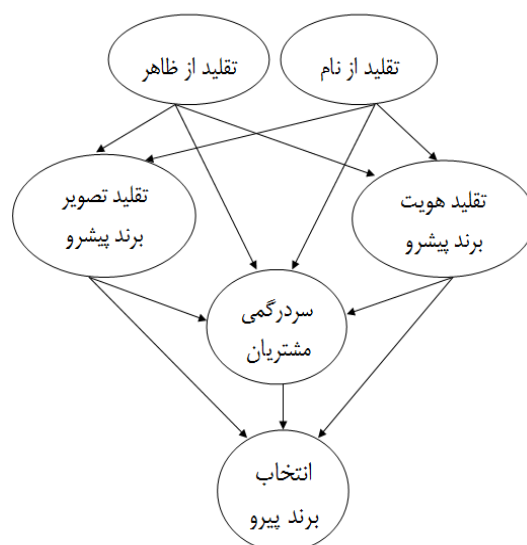 تقلید از نام
تقلید از ظاهر
تقلید هویت
برند پیشرو
تقلید تصویر
برند پیشرو
سردرگمی
مشتریان
انتخاب
برند پیرو